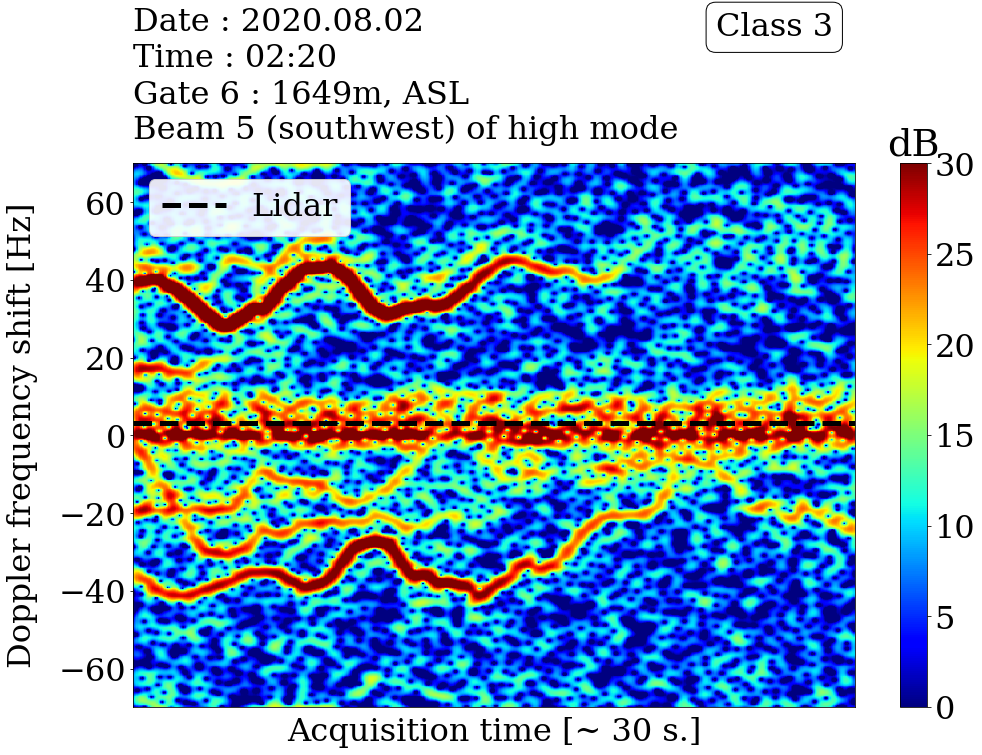 Date : 2020.08.02
Time : 02:20
Gate 6 : 1649m, ASL
Beam 5 (southwest) of high mode
Class 3
dB
Lidar
Doppler frequency shift [Hz]
60
40
20
0
−20
−40
−60
30
25
20
15
10
5
0
Acquisition time [~ 30 s.]